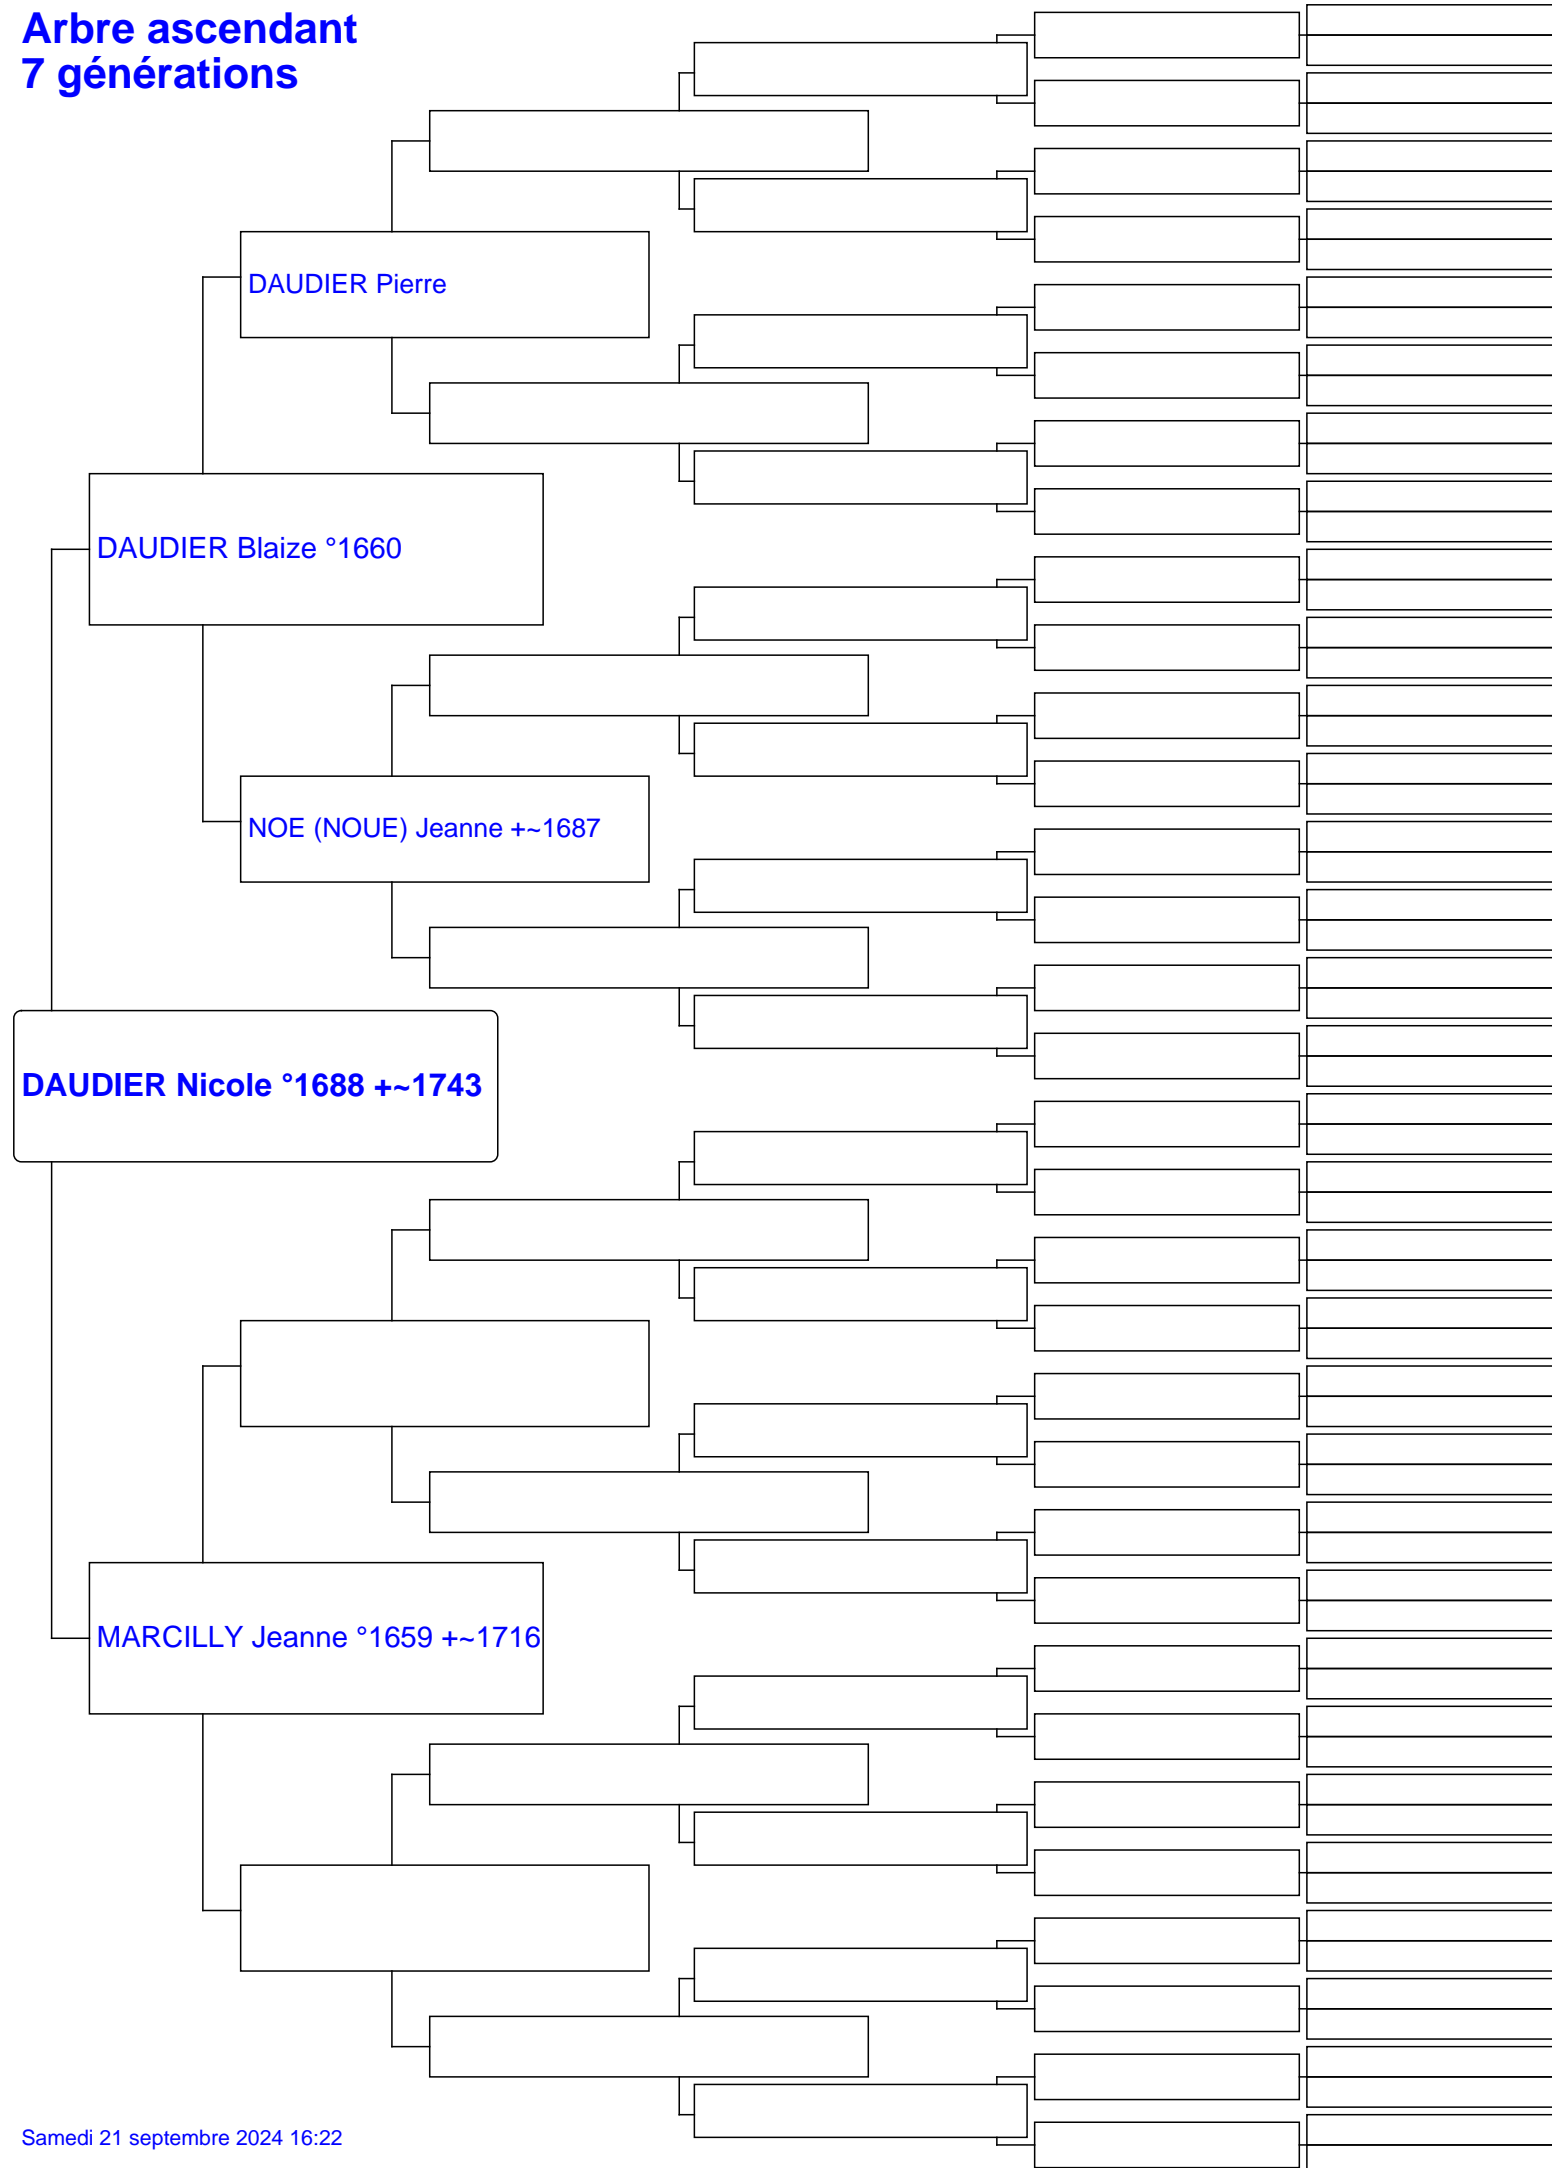 Arbre ascendant
7 générations
DAUDIER Pierre
DAUDIER Blaize °1660
NOE (NOUE) Jeanne +~1687
DAUDIER Nicole °1688 +~1743
MARCILLY Jeanne °1659 +~1716
Samedi 21 septembre 2024 16:22